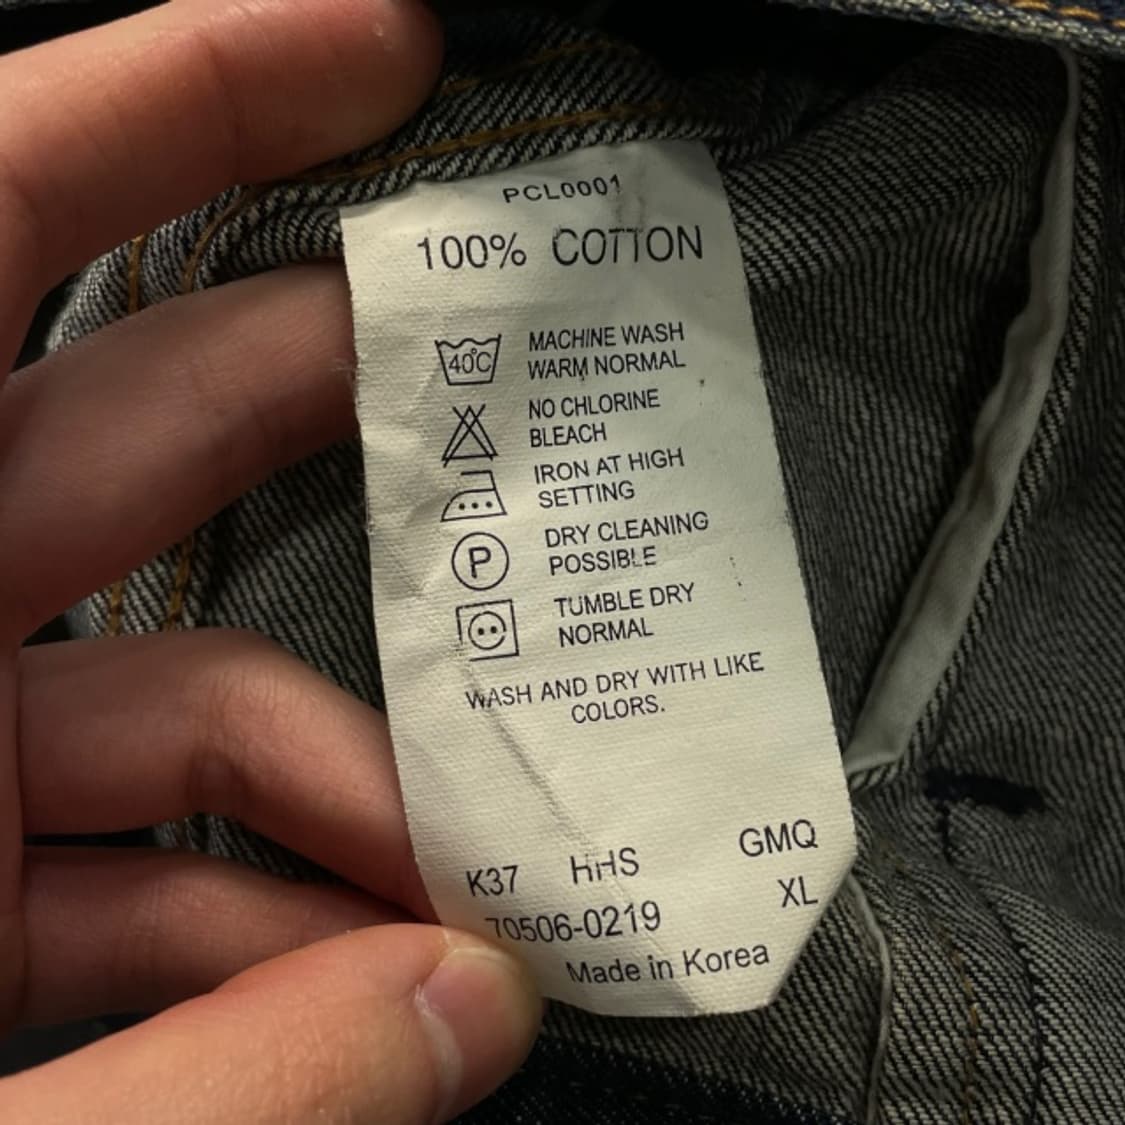 PCL0001
100% COTTON
40°C MACHINE WASH
WARM NORMAL
NO CHLORINE
BLEACH
IRON AT HIGH
SETTING
P DRY CLEANING
POSSIBLE
TUMBLE DRY
NORMAL
WASH AND DRY WITH LIKE
COLORS.
K37 HHS GMQ
70506-0219 XL
Made in Korea